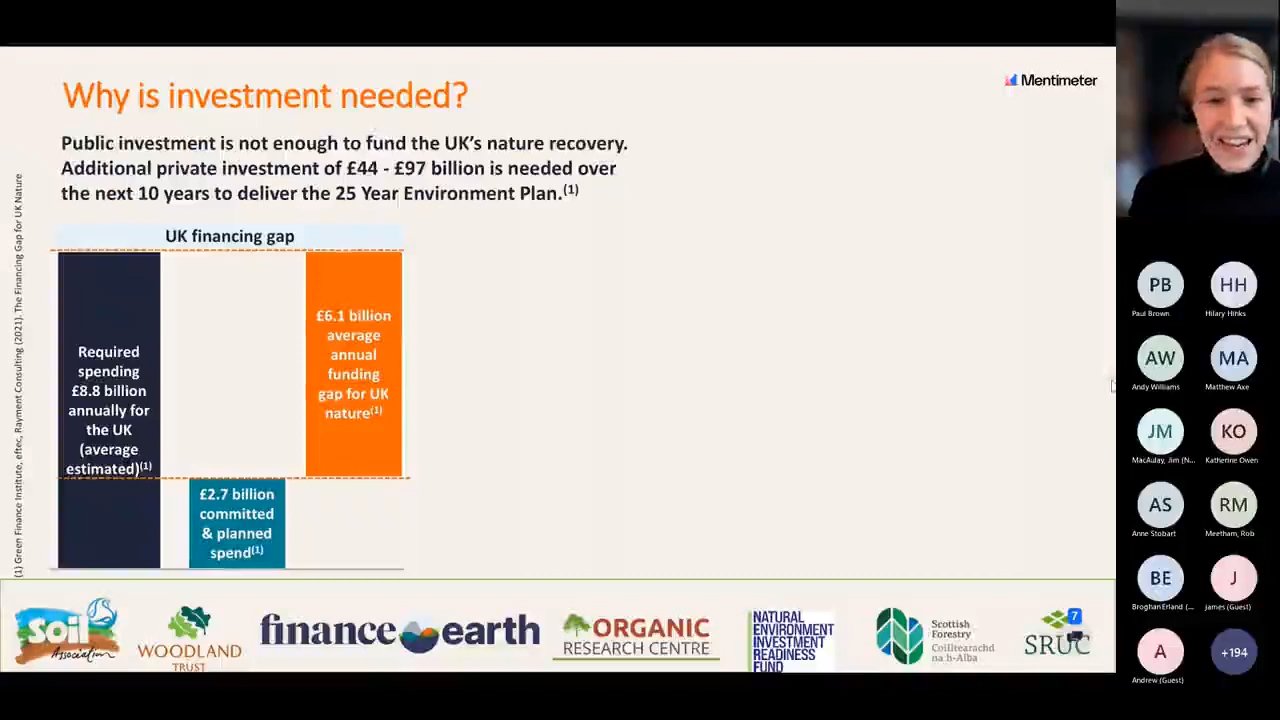 Why is investment needed?
Mentimeter
Public investment is not enough to fund the UK's nature recovery.
Additional private investment of £44 - £97 billion is needed over
the next 10 years to deliver the 25 Year Environment Plan.(1)
(1) Green Finance Institute, eftec, Rayment Consulting (2021). The Financing Gap for UK Nature
UK financing gap
Required
spending
£8.8 billion
annually for
the UK
(average
estimated)(1)
£2.7 billion
committed
& planned
spend(1)
£6.1 billion
average
annual
funding
gap for UK
nature(1)
Soil
Association
WOODLAND
TRUST
finance earth
ORGANIC
RESEARCH CENTRE
NATURAL
ENVIRONMENT
INVESTMENT
READINESS
FUND
Scottish
Forestry
Coilltearachd
na h-Alba
SRUC
7
PB
Paul Brown
HH
Hilary Hinks
AW
Andy Williams
MA
Matthew Axe
JM
MacAulay, Jim (N...
KO
Katherine Owen
AS
Anne Stobart
RM
Meetham, Rob
BE
Broghan Erland (...
J
james (Guest)
A
Andrew (Guest)
+194